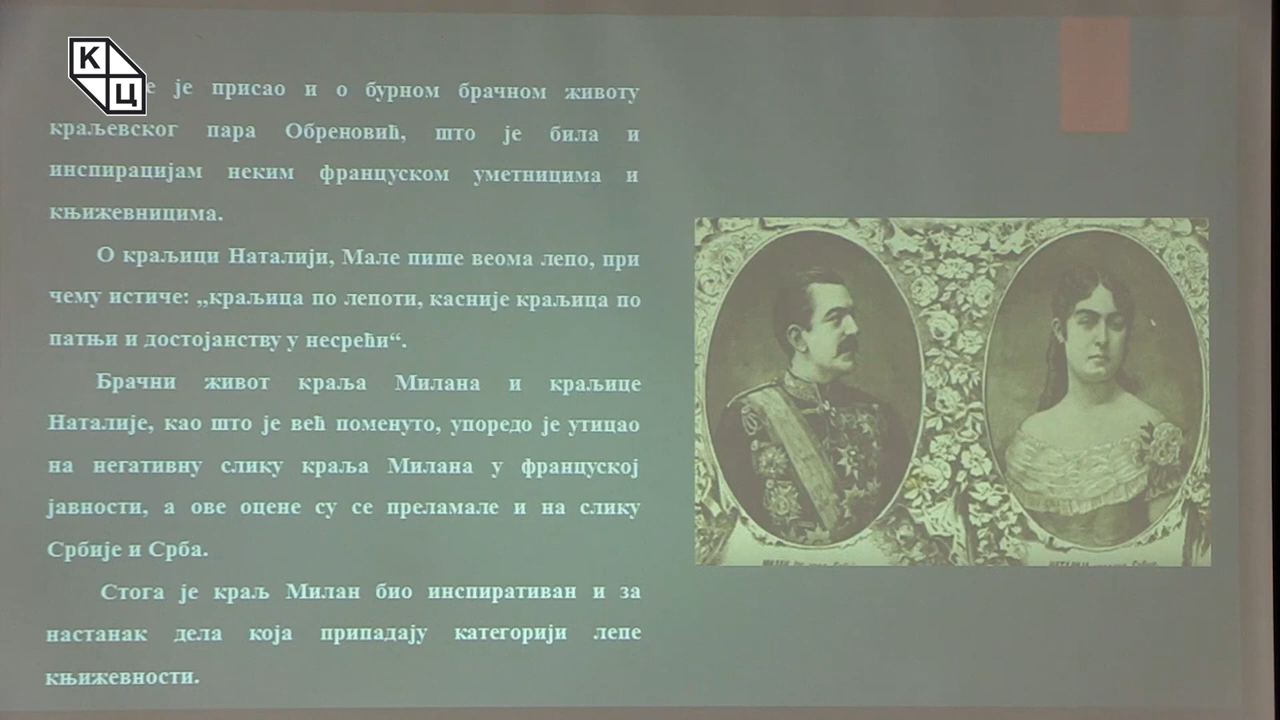 К
Ц
је присао и о бурном брачном животу
краљевског пара Обреновић, што је била и
инспирацијам неким француском уметницима и
књижевницима.
О краљици Наталији, Мале пише веома лепо, при
чему истиче: „краљица по лепоти, касније краљица по
патњи и достојанству у несрећи“.
Брачни живот краља Милана и краљице
Наталије, као што је већ поменуто, упоредо је утицао
на негативну слику краља Милана у француској
јавности, а ове оцене су се преламале и на слику
Србије и Срба.
Стога је краљ Милан био инспиративан и за
настанак дела која припадају категорији лепе
књижевности.